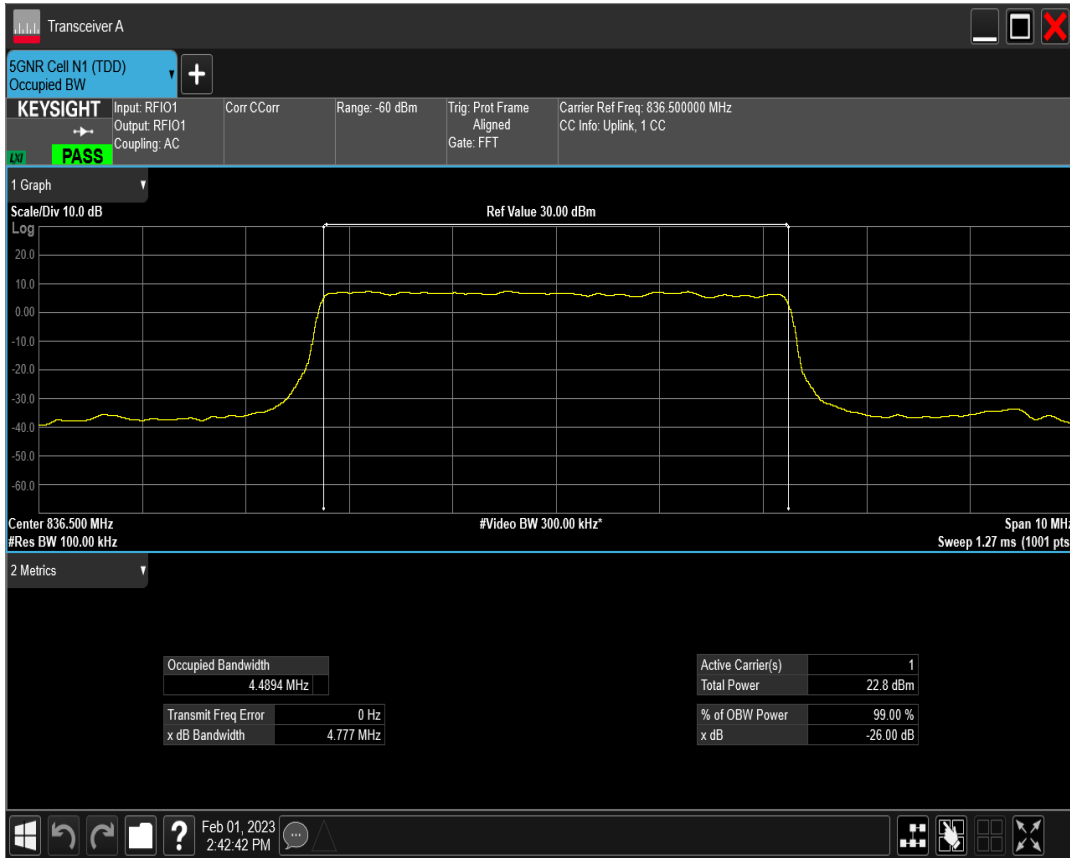 Transceiver A
5GNR Cell N1 (TDD)
Occupied BW
KEYSIGHT
LXI
PASS
Input: RFIO1
Output: RFIO1
Coupling: AC
Corr CCorr
Range: -60 dBm
Trig: Prot Frame
Aligned
Gate: FFT
Carrier Ref Freq: 836.500000 MHz
CC Info: Uplink, 1 CC
1 Graph
Scale/Div 10.0 dB
Ref Value 30.00 dBm
Log
20.0
10.0
0.00
-10.0
-20.0
-30.0
-40.0
-50.0
-60.0
Center 836.500 MHz
#Video BW 300.00 kHz*
Span 10 MHz
#Res BW 100.00 kHz
Sweep 1.27 ms (1001 pts
2 Metrics
Occupied Bandwidth
4.4894 MHz
Transmit Freq Error 0 Hz
x dB Bandwidth 4.777 MHz
Active Carrier(s) 1
Total Power 22.8 dBm
% of OBW Power 99.00 %
x dB -26.00 dB
Feb 01, 2023
2:42:42 PM